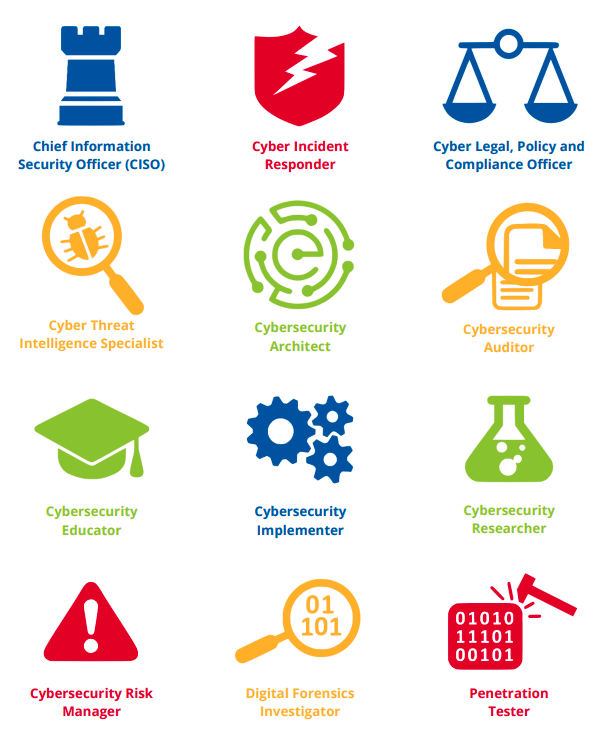 Chief Information
Security Officer (CISO)
Cyber Incident
Responder
Cyber Legal, Policy and
Compliance Officer
Cyber Threat
Intelligence Specialist
Cybersecurity
Architect
Cybersecurity
Auditor
Cybersecurity
Educator
Cybersecurity
Implementer
Cybersecurity
Researcher
01
101
01010
11101
00101
Cybersecurity Risk
Manager
Digital Forensics
Investigator
Penetration
Tester